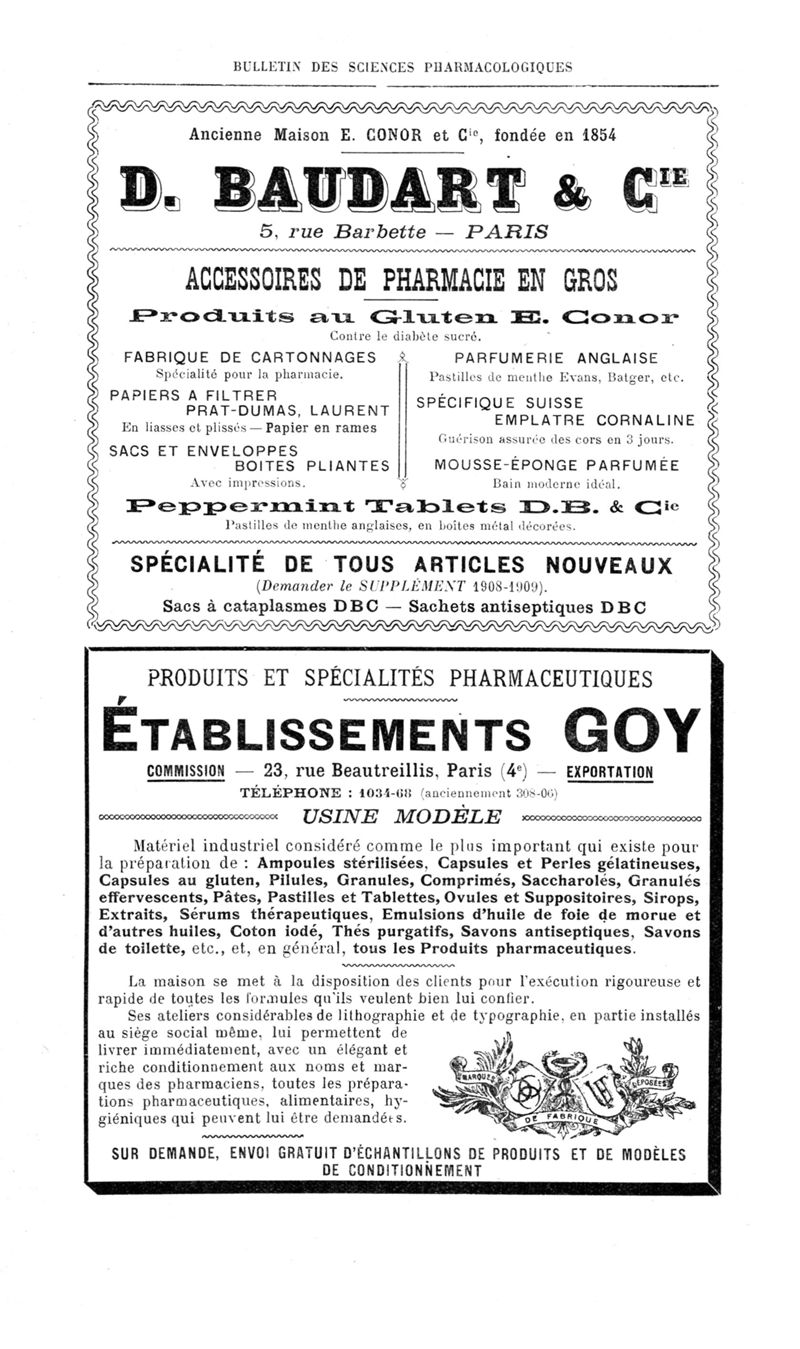 BULLETIN DES SCIENCES PHARMACOLOGIQUES
Ancienne Maison E. CONOR et Cie, fondée en 1854
D. BAUDART & CIE
5, rue Barbette — PARIS
ACCESSOIRES DE PHARMACIE EN GROS
Produits au Gluten E. Conor
Contre le diabète sucré.
FABRIQUE DE CARTONNAGES
Spécialité pour la pharmacie.
PAPIERS A FILTRER
PRAT-DUMAS, LAURENT
En liasses et plissés — Papier en rames
SACS ET ENVELOPPES
BOITES PLIANTES
Avec impressions.
PARFUMERIE ANGLAISE
Pastilles de menthe Evans, Batger, etc.
SPÉCIFIQUE SUISSE
EMPLATRE CORNALINE
Guérison assurée des cors en 3 jours.
MOUSSE-ÉPONGE PARFUMÉE
Bain moderne idéal.
Peppermint Tablets D.B. & Cie
Pastilles de menthe anglaises, en boîtes métal décorées.
SPÉCIALITÉ DE TOUS ARTICLES NOUVEAUX
(Demander le SUPPLÉMENT 1908-1909).
Sacs à cataplasmes DBC — Sachets antiseptiques DBC
PRODUITS ET SPÉCIALITÉS PHARMACEUTIQUES
ÉTABLISSEMENTS GOY
COMMISSION — 23, rue Beautreillis, Paris (4e) — EXPORTATION
TÉLÉPHONE : 1034-68 (anciennement 308-06)
USINE MODÈLE
Matériel industriel considéré comme le plus important qui existe pour
la préparation de : Ampoules stérilisées, Capsules et Perles gélatineuses,
Capsules au gluten, Pilules, Granules, Comprimés, Saccharolés, Granulés
effervescents, Pâtes, Pastilles et Tablettes, Ovules et Suppositoires, Sirops,
Extraits, Sérums thérapeutiques, Emulsions d'huile de foie de morue et
d'autres huiles, Coton iodé, Thés purgatifs, Savons antiseptiques, Savons
de toilette, etc., et, en général, tous les Produits pharmaceutiques.
La maison se met à la disposition des clients pour l'exécution rigoureuse et
rapide de toutes les formules qu'ils veulent bien lui confier.
Ses ateliers considérables de lithographie et de typographie, en partie installés
au siège social même, lui permettent de
livrer immédiatement, avec un élégant et
riche conditionnement aux noms et mar-
ques des pharmaciens, toutes les prépara-
tions pharmaceutiques, alimentaires, hy-
giéniques qui peuvent lui être demandées.
MARQUES
DE FABRIQUE
DÉPOSÉES
SUR DEMANDE, ENVOI GRATUIT D'ÉCHANTILLONS DE PRODUITS ET DE MODÈLES
DE CONDITIONNEMENT